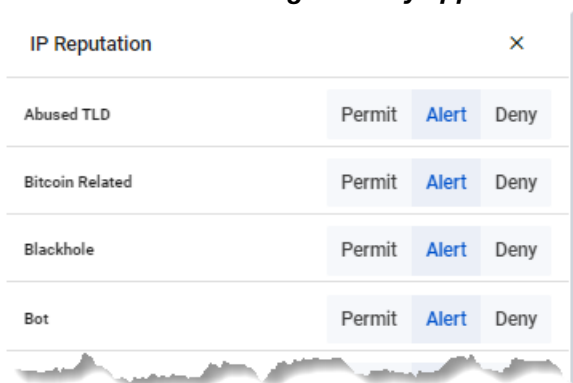 IP Reputation ×
Abused TLD Permit Alert Deny
Bitcoin Related Permit Alert Deny
Blackhole Permit Alert Deny
Bot Permit Alert Deny